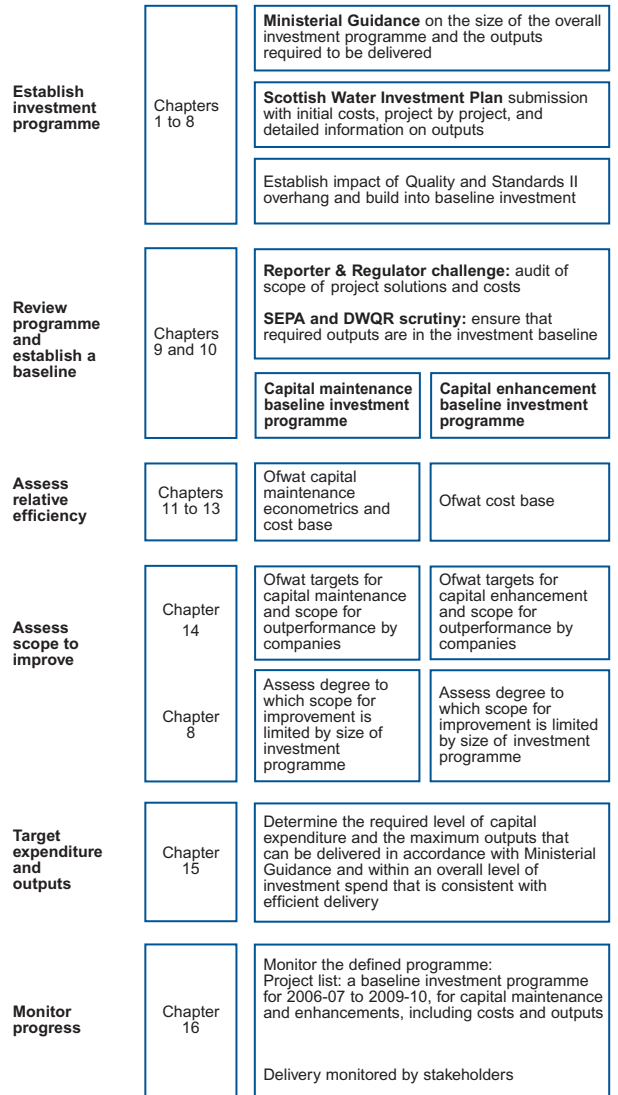 Establish
investment
programme
Chapters
1 to 8
Ministerial Guidance on the size of the overall
investment programme and the outputs
required to be delivered
Scottish Water Investment Plan submission
with initial costs, project by project, and
detailed information on outputs
Establish impact of Quality and Standards II
overhang and build into baseline investment
Review
programme
and
establish a
baseline
Chapters
9 and 10
Reporter & Regulator challenge: audit of
scope of project solutions and costs
SEPA and DWQR scrutiny: ensure that
required outputs are in the investment baseline
Capital maintenance
baseline investment
programme
Capital enhancement
baseline investment
programme
Assess
relative
efficiency
Chapters
11 to 13
Ofwat capital
maintenance
econometrics and
cost base
Ofwat cost base
Assess
scope to
improve
Chapter
14
Ofwat targets for
capital maintenance
and scope for
outperformance by
companies
Ofwat targets for
capital enhancement
and scope for
outperformance by
companies
Chapter
8
Assess degree to
which scope for
improvement is
limited by size of
investment
programme
Assess degree to
which scope for
improvement is limited
by size of investment
programme
Target
expenditure
and
outputs
Chapter
15
Determine the required level of capital
expenditure and the maximum outputs that
can be delivered in accordance with Ministerial
Guidance and within an overall level of
investment spend that is consistent with
efficient delivery
Monitor
progress
Chapter
16
Monitor the defined programme:
Project list: a baseline investment programme
for 2006-07 to 2009-10, for capital maintenance
and enhancements, including costs and outputs
Delivery monitored by stakeholders